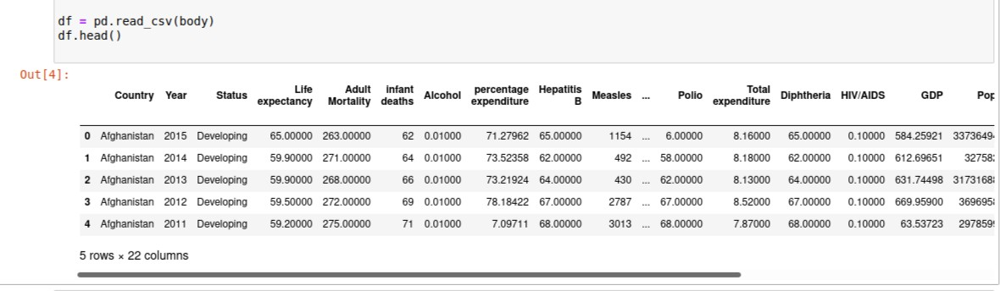 df = pd.read_csv(body)
df.head()
Out[4]:
Country Year Status Life expectancy Adult Mortality infant deaths Alcohol percentage expenditure Hepatitis B Measles ... Polio Total expenditure Diphtheria HIV/AIDS GDP Pop
0 Afghanistan 2015 Developing 65.00000 263.00000 62 0.01000 71.27962 65.00000 1154 ... 6.00000 8.16000 65.00000 0.10000 584.25921 3373649
1 Afghanistan 2014 Developing 59.90000 271.00000 64 0.01000 73.52358 62.00000 492 ... 58.00000 8.18000 62.00000 0.10000 612.69651 32758
2 Afghanistan 2013 Developing 59.90000 268.00000 66 0.01000 73.21924 64.00000 430 ... 62.00000 8.13000 64.00000 0.10000 631.74498 3173168
3 Afghanistan 2012 Developing 59.50000 272.00000 69 0.01000 78.18422 67.00000 2787 ... 67.00000 8.52000 67.00000 0.10000 669.95900 369695
4 Afghanistan 2011 Developing 59.20000 275.00000 71 0.01000 7.09711 68.00000 3013 ... 68.00000 7.87000 68.00000 0.10000 63.53723 297859
5 rows × 22 columns